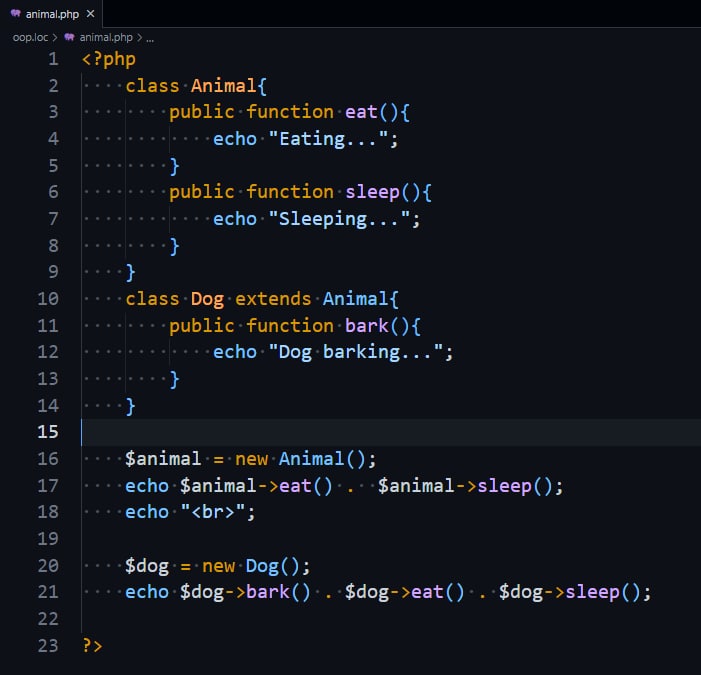 animal.php ×
oop.loc > animal.php > ...
1 <?php
2 class Animal{
3 public function eat(){
4 echo "Eating...";
5 }
6 public function sleep(){
7 echo "Sleeping...";
8 }
9 }
10 class Dog extends Animal{
11 public function bark(){
12 echo "Dog barking...";
13 }
14 }
15
16 $animal = new Animal();
17 echo $animal->eat() .  $animal->sleep();
18 echo "<br>";
19
20 $dog = new Dog();
21 echo $dog->bark() . $dog->eat() . $dog->sleep();
22
23 ?>